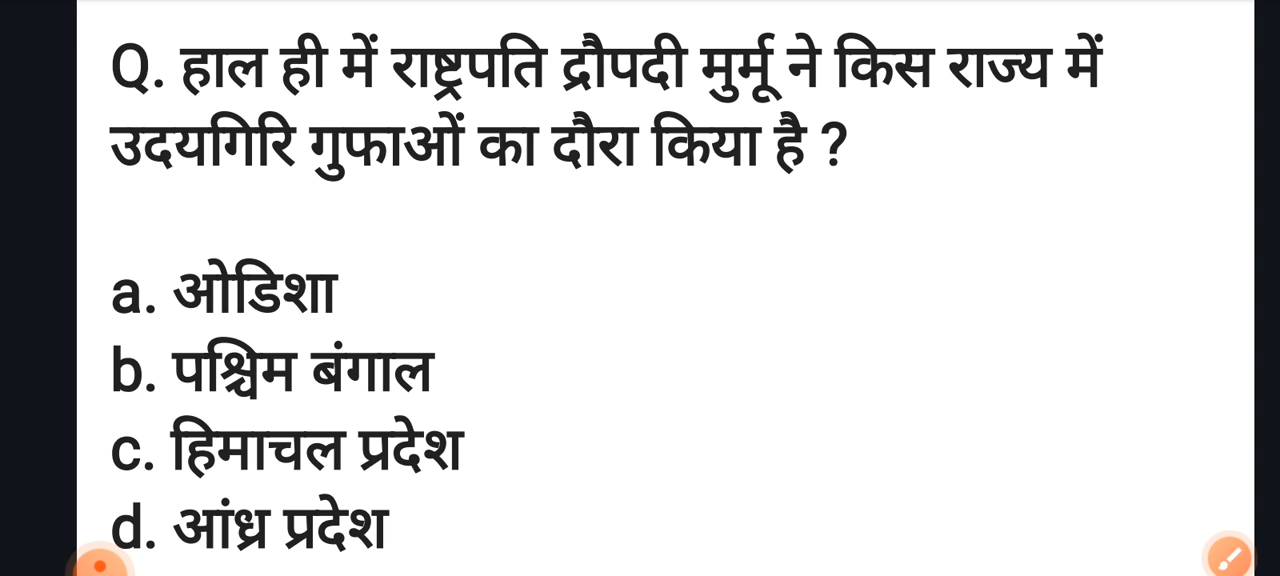 Q. हाल ही में राष्ट्रपति द्रौपदी मुर्मू ने किस राज्य में
उदयगिरि गुफाओं का दौरा किया है ?
a. ओडिशा
b. पश्चिम बंगाल
c. हिमाचल प्रदेश
d. आंध्र प्रदेश